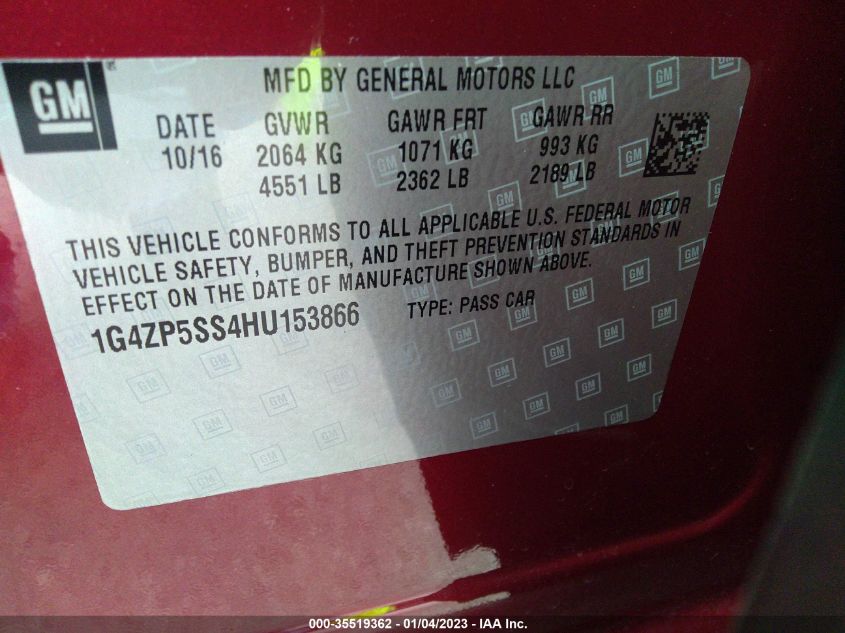 GM
MFD BY GENERAL MOTORS LLC
DATE GVWR GAWR FRT GAWR RR
10/16 2064 KG 1071 KG 993 KG
4551 LB 2362 LB 2189 LB
THIS VEHICLE CONFORMS TO ALL APPLICABLE U.S. FEDERAL MOTOR
VEHICLE SAFETY, BUMPER, AND THEFT PREVENTION STANDARDS IN
EFFECT ON THE DATE OF MANUFACTURE SHOWN ABOVE.
1G4ZP5SS4HU153866 TYPE: PASS CAR
000-35519362 - 01/04/2023 - IAA Inc.